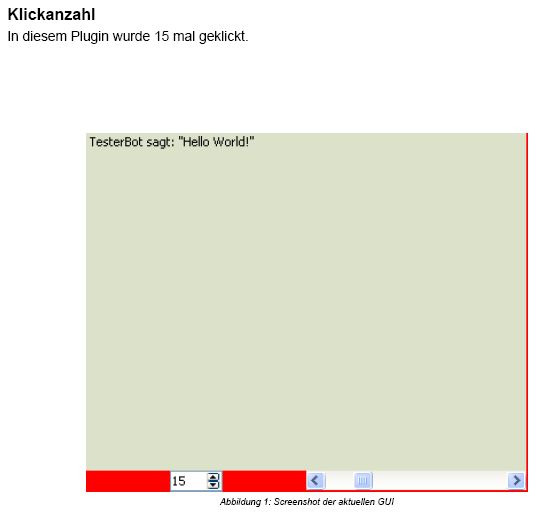 Klickanzahl
In diesem Plugin wurde 15 mal geklickt.
TesterBot sagt: "Hello World!"
15
Abbildung 1: Screenshot der aktuellen GUI